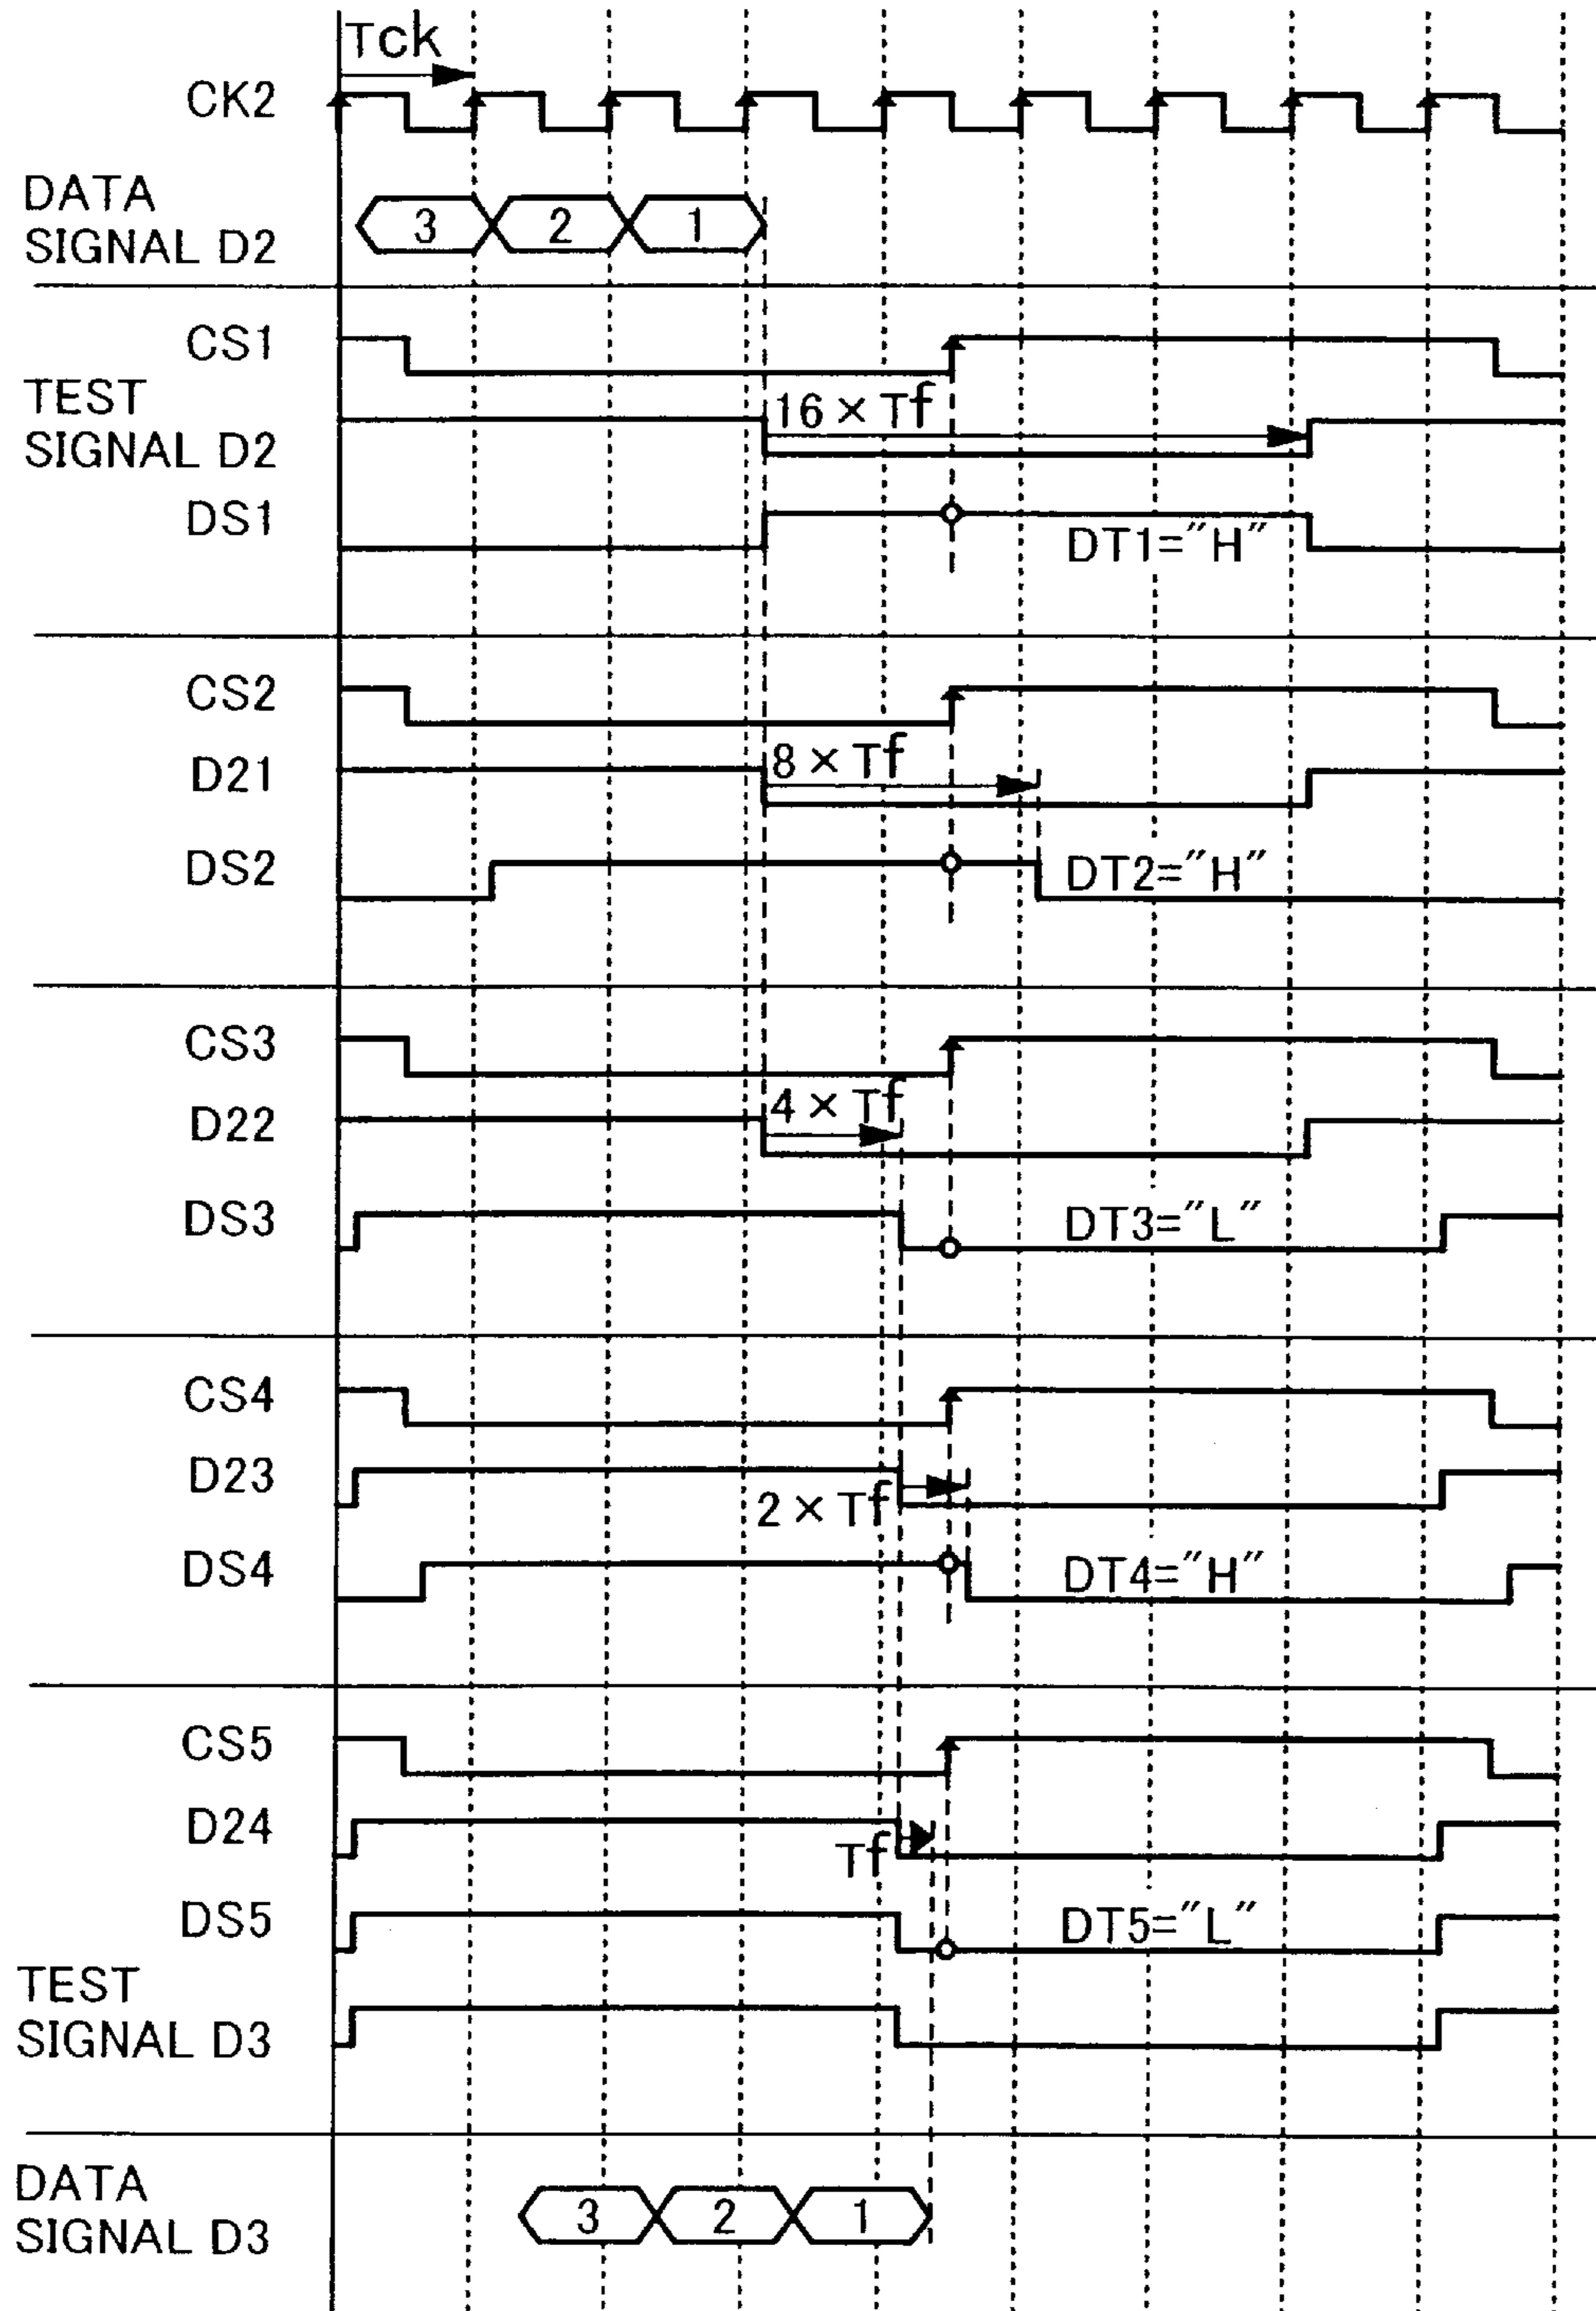 Tck
CK2
DATA
SIGNAL D2
3 2 1
CS1
TEST
SIGNAL D2
16 × Tf
DS1
DT1="H"
CS2
D21
8 × Tf
DS2
DT2="H"
CS3
D22
4 × Tf
DS3
DT3="L"
CS4
D23
2 × Tf
DS4
DT4="H"
CS5
D24
Tf
DS5
DT5="L"
TEST
SIGNAL D3
DATA
SIGNAL D3
3 2 1